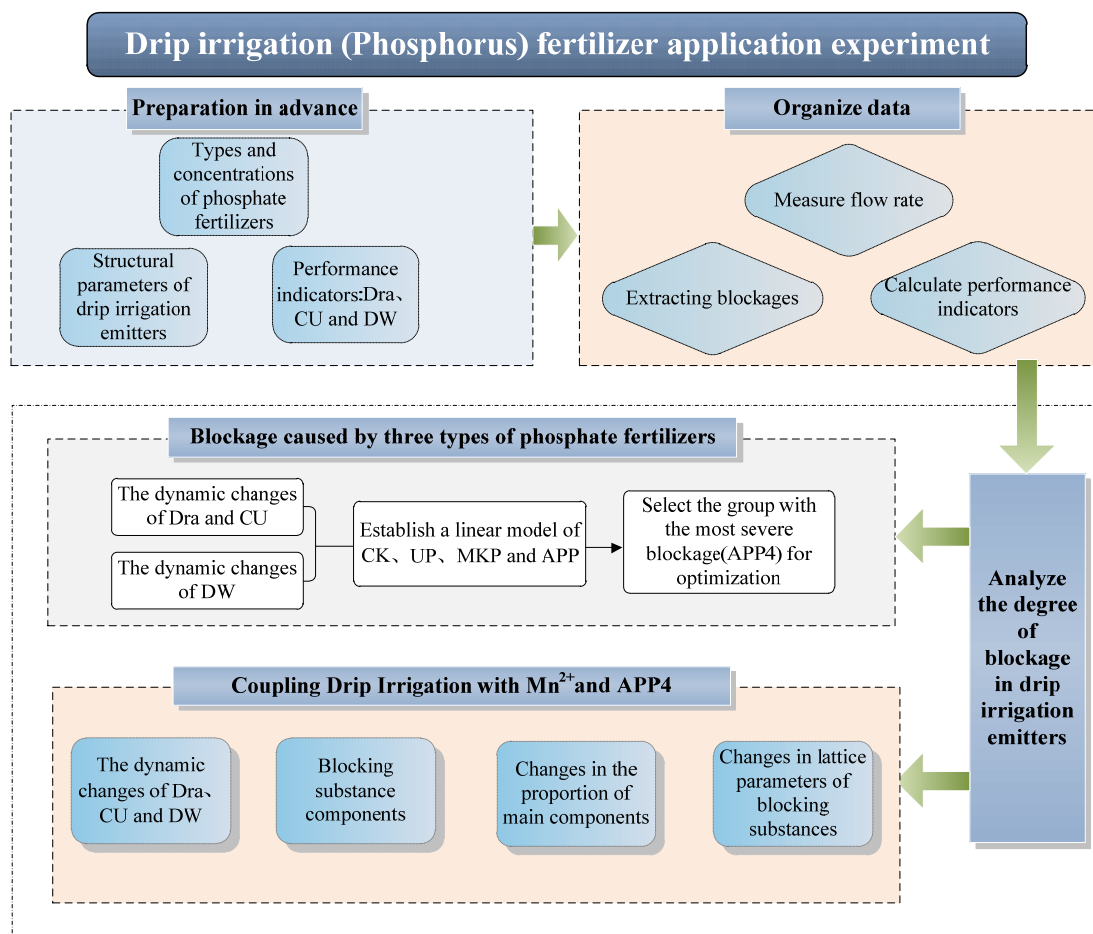 Drip irrigation (Phosphorus) fertilizer application experiment
Preparation in advance
Types and
concentrations
of phosphate
fertilizers
Structural
parameters of
drip irrigation
emitters
Performance
indicators:Dra、
CU and DW
Organize data
Measure flow rate
Extracting blockages
Calculate performance
indicators
Blockage caused by three types of phosphate fertilizers
The dynamic changes
of Dra and CU
The dynamic changes
of DW
Establish a linear model of
CK、UP、MKP and APP
Select the group with
the most severe
blockage(APP4) for
optimization
Analyze
the degree
of
blockage
in drip
irrigation
emitters
Coupling Drip Irrigation with Mn²⁺and APP4
The dynamic
changes of Dra、
CU and DW
Blocking
substance
components
Changes in the
proportion of
main components
Changes in lattice
parameters of
blocking
substances